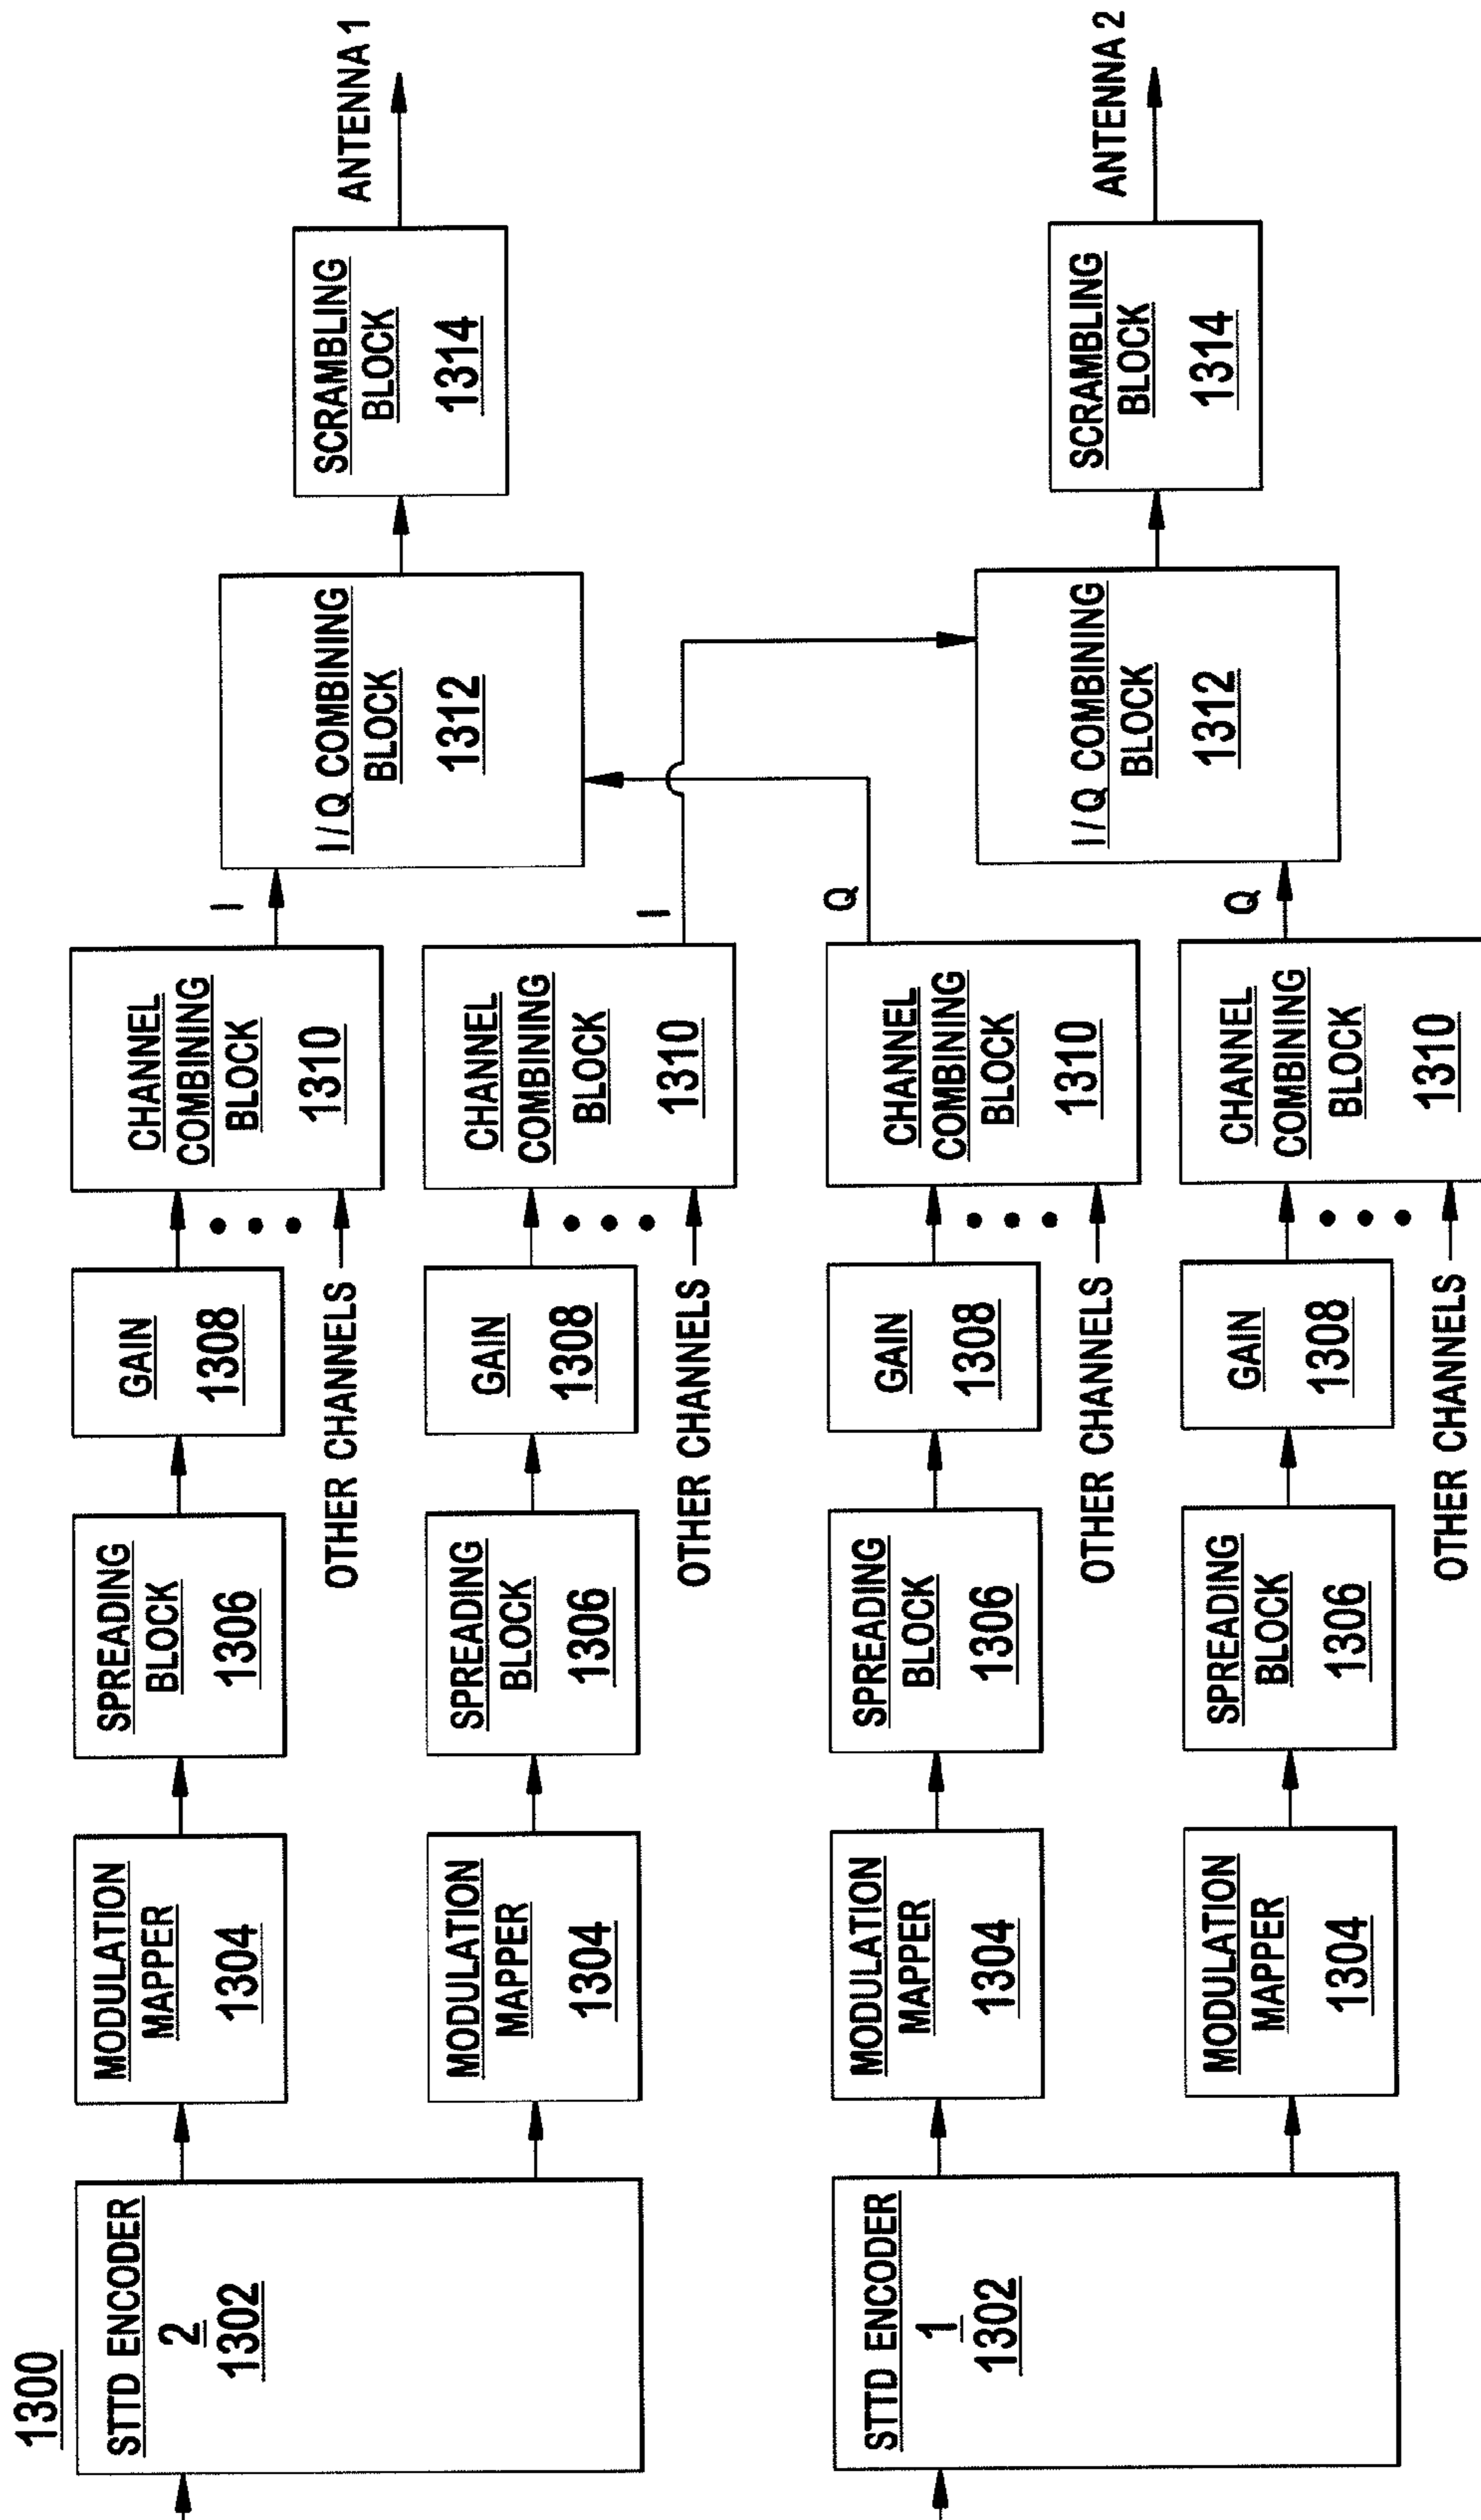 1300
STTD ENCODER
2
1302
MODULATION
MAPPER
1304
SPREADING
BLOCK
1306
GAIN
1308
OTHER CHANNELS
CHANNEL
COMBINING
BLOCK
1310
I
MODULATION
MAPPER
1304
SPREADING
BLOCK
1306
GAIN
1308
OTHER CHANNELS
CHANNEL
COMBINING
BLOCK
1310
I
I/Q COMBINING
BLOCK
1312
SCRAMBLING
BLOCK
1314
ANTENNA 1
STTD ENCODER
1
1302
MODULATION
MAPPER
1304
SPREADING
BLOCK
1306
GAIN
1308
OTHER CHANNELS
CHANNEL
COMBINING
BLOCK
1310
Q
MODULATION
MAPPER
1304
SPREADING
BLOCK
1306
GAIN
1308
OTHER CHANNELS
CHANNEL
COMBINING
BLOCK
1310
Q
I/Q COMBINING
BLOCK
1312
SCRAMBLING
BLOCK
1314
ANTENNA 2